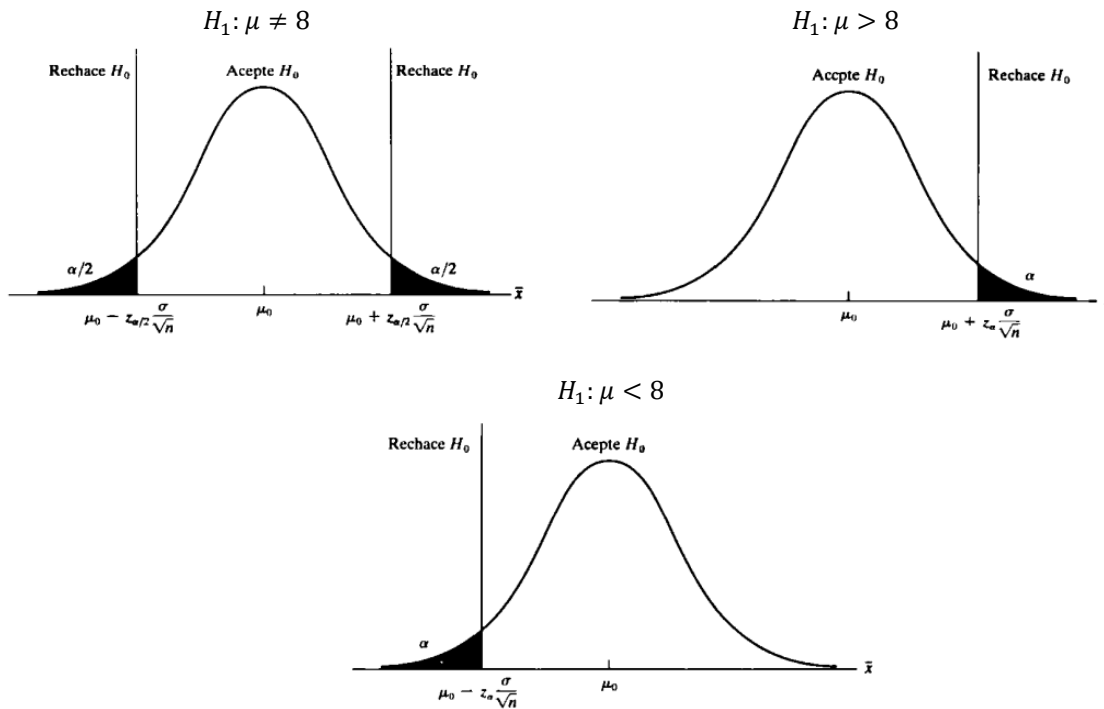 H₁: μ ≠ 8
Rechace H₀ Acepte H₀ Rechace H₀
α/2 α/2
x̄
μ₀ − z_{α/2} σ/√n μ₀ μ₀ + z_{α/2} σ/√n
H₁: μ > 8
Accpte H₀ Rechace H₀
α
μ₀ μ₀ + z_α σ/√n
H₁: μ < 8
Rechace H₀ Acepte H₀
α
x̄
μ₀ − z_α σ/√n μ₀